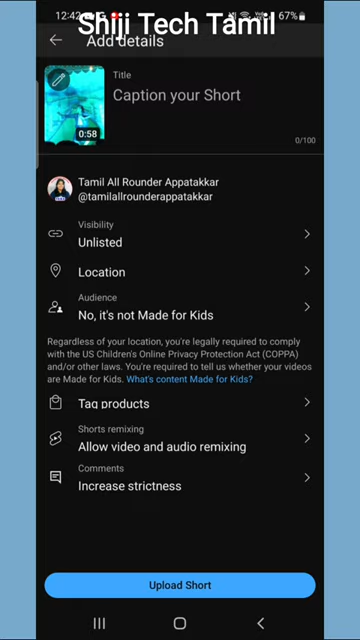 12:42
67%
Shiji Tech Tamil
Add details
Title
Caption your Short
0:58
0/100
Tamil All Rounder Appatakkar
@tamilallrounderappatakkar
Visibility
Unlisted
Location
Audience
No, it's not Made for Kids
Regardless of your location, you're legally required to comply
with the US Children's Online Privacy Protection Act (COPPA)
and/or other laws. You're required to tell us whether your videos
are Made for Kids. What's content Made for Kids?
Tag products
Shorts remixing
Allow video and audio remixing
Comments
Increase strictness
Upload Short